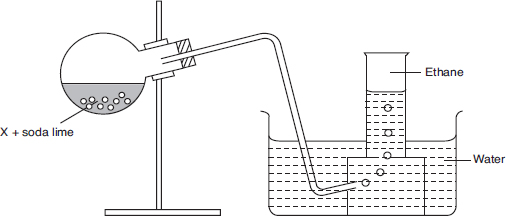 Ethane
X + soda lime
Water